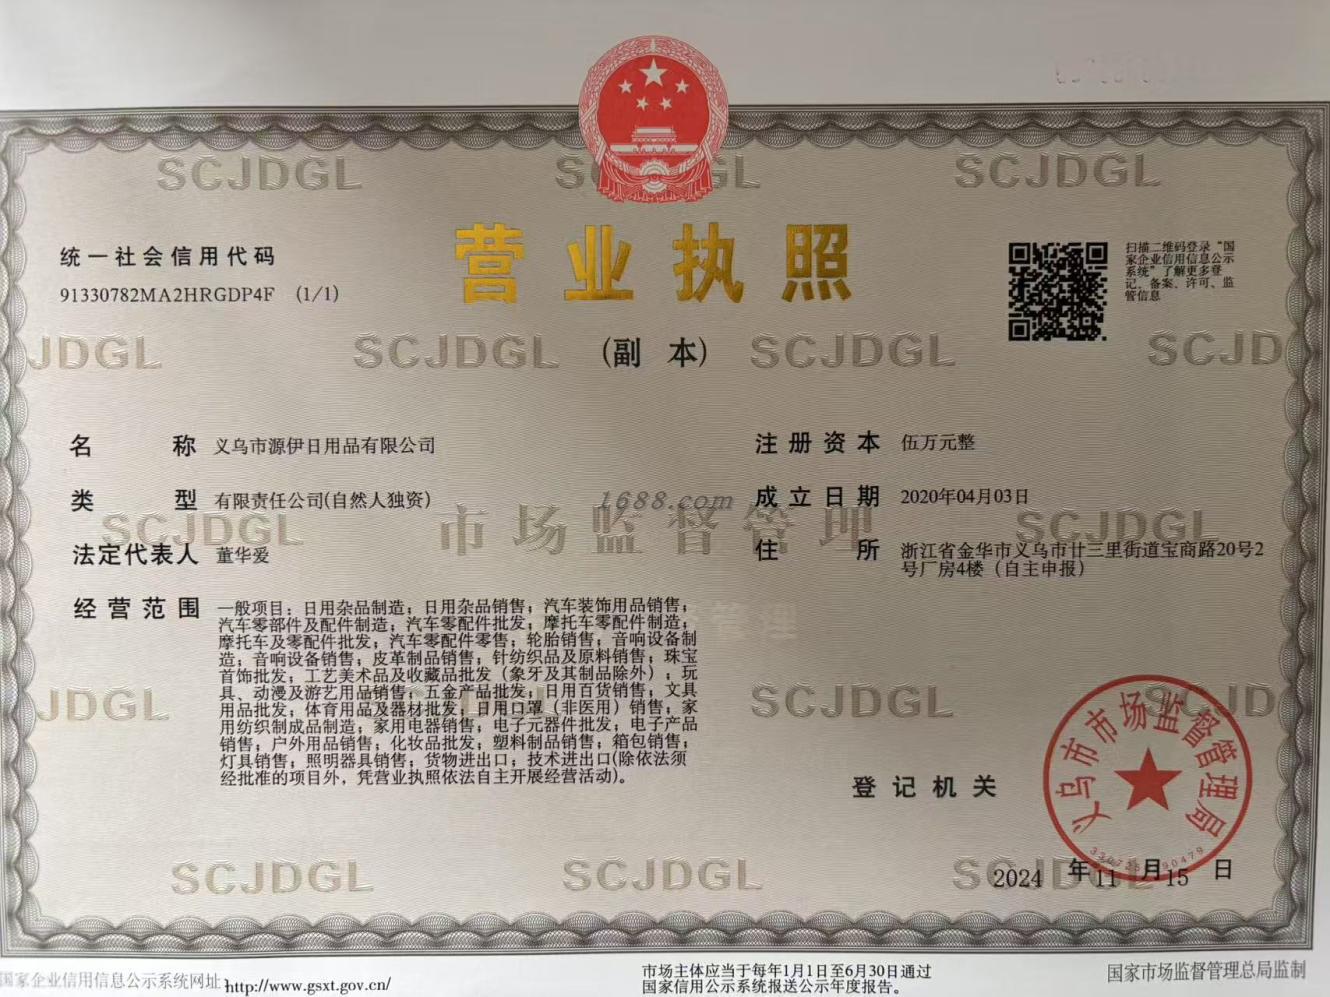 SCJDGL SCJDGL SCJDGL
营业执照
(副 本)
统一社会信用代码
91330782MA2HRGDP4F (1/1)
扫描二维码登录“国
家企业信用信息公示
系统”了解更多登
记、备案、许可、监
管信息
JDGL SCJDGL SCJDGL SCJD
名 称 义乌市源伊日用品有限公司
类 型 有限责任公司(自然人独资)
法定代表人 董华爱
经营范围 一般项目：日用杂品制造；日用杂品销售；汽车装饰用品销售；
汽车零部件及配件制造；汽车零配件批发；摩托车零配件制造；
摩托车及零配件批发；汽车零配件零售；轮胎销售；音响设备制
造；音响设备销售；皮革制品销售；针纺织品及原料销售；珠宝
首饰批发；工艺美术品及收藏品批发（象牙及其制品除外）；玩
具、动漫及游艺用品销售；五金产品批发；日用百货销售；文具
用品批发；体育用品及器材批发；日用口罩（非医用）销售；家
用纺织制成品制造；家用电器销售；电子元器件批发；电子产品
销售；户外用品销售；化妆品批发；塑料制品销售；箱包销售；
灯具销售；照明器具销售；货物进出口；技术进出口(除依法须
经批准的项目外，凭营业执照依法自主开展经营活动)。
注册资本 伍万元整
成立日期 2020年04月03日
住 所 浙江省金华市义乌市廿三里街道宝商路20号2
号厂房4楼（自主申报）
1688.com
SCJDGL 市场监督管理 SCJDGL
管理
JDGL SCJDGL SCJD
登记机关
义乌市市场监督管理局
2024 年 11 月 15 日
SCJDGL SCJDGL SCJDGL
国家企业信用信息公示系统网址 http://www.gsxt.gov.cn/
市场主体应当于每年1月1日至6月30日通过
国家信用公示系统报送公示年度报告。
国家市场监督管理总局监制